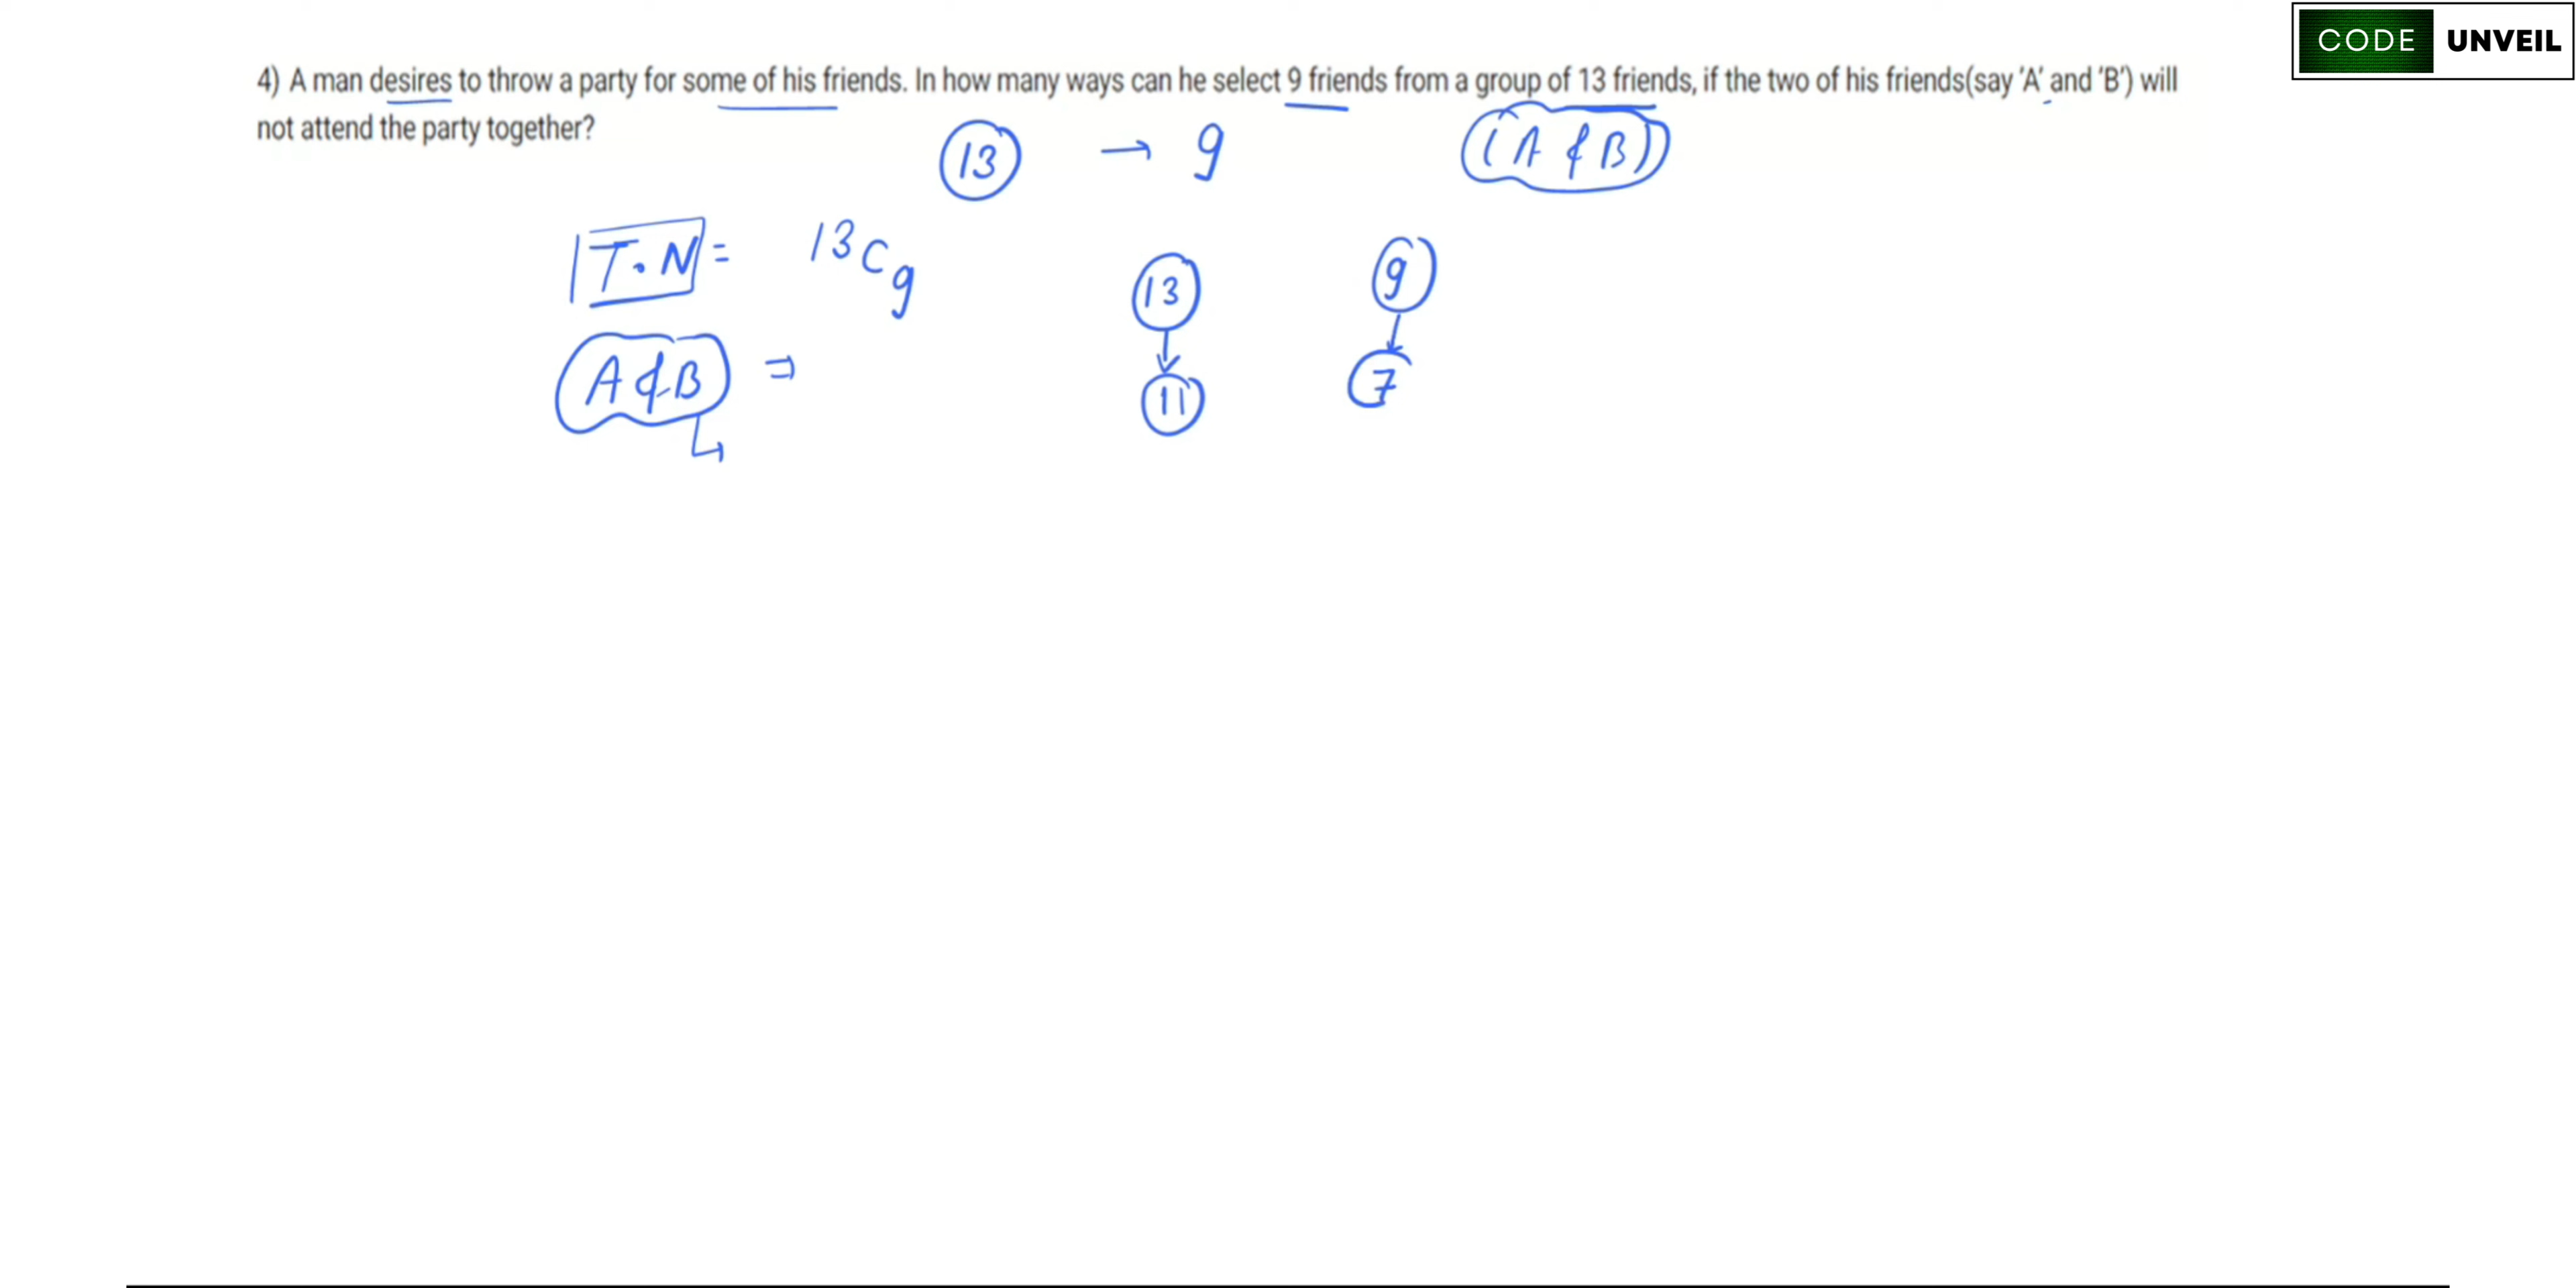 CODE UNVEIL
4) A man desires to throw a party for some of his friends. In how many ways can he select 9 friends from a group of 13 friends, if the two of his friends(say ‘A’ and ‘B’) will
not attend the party together?
13 → 9 (A & B)
T.N = 13C9
13 9
A & B ⇒
11 7